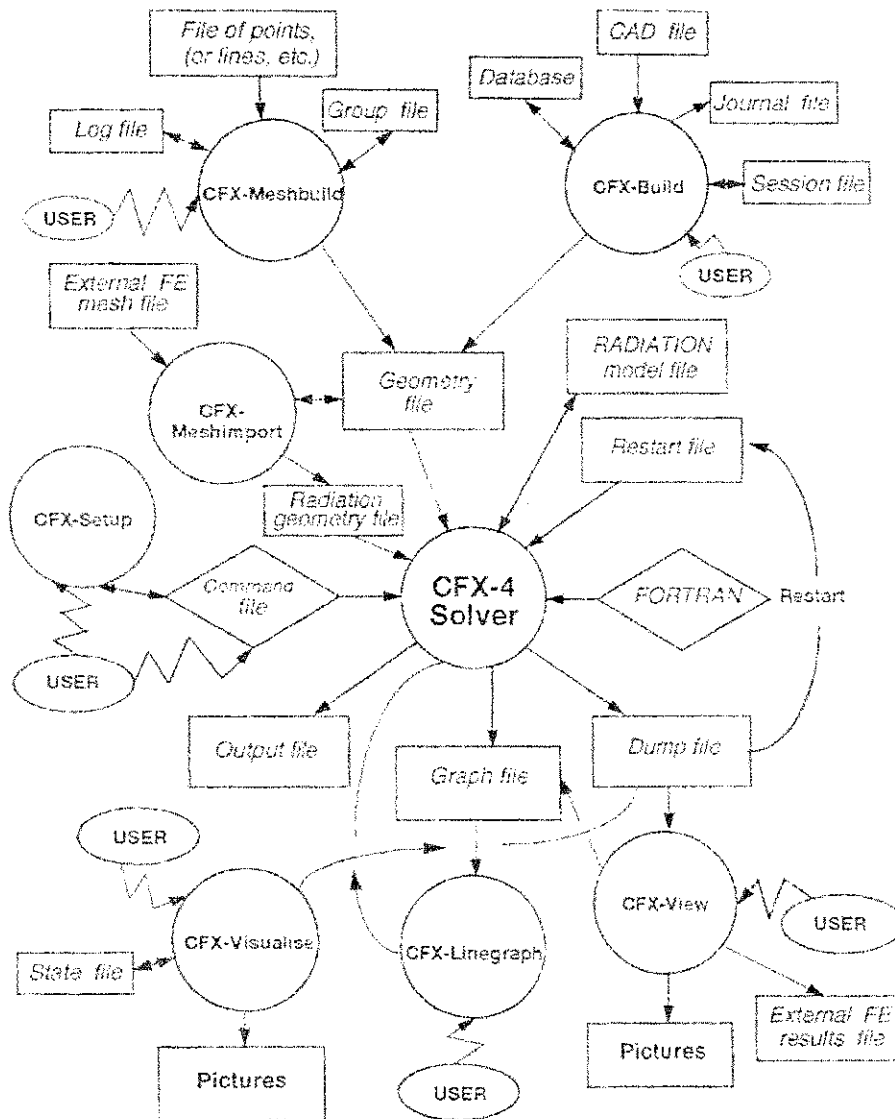 File of points,
(or lines, etc.)
CAD file
Database
Log file
Group file
Journal file
CFX-Meshbuild
CFX-Build
Session file
USER
USER
External FE
mesh file
RADIATION
model file
Geometry
file
CFX-
Meshimport
Restart file
Radiation
geometry file
CFX-Setup
Command
file
CFX-4
Solver
FORTRAN
Restart
USER
Output file
Graph file
Dump file
USER
CFX-Visualise
CFX-Linegraph
CFX-View
USER
State file
External FE
results file
Pictures
Pictures
USER